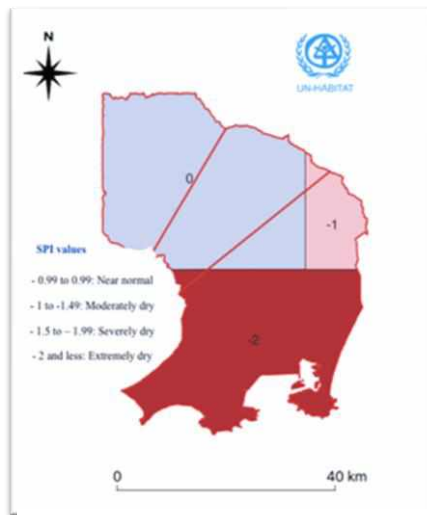 N
UN-HABITAT
0
-1
SPI values
- 0.99 to 0.99: Near normal
- 1 to -1.49: Moderately dry
- 1.5 to – 1.99: Severely dry
- 2 and less: Extremely dry
-2
0
40 km